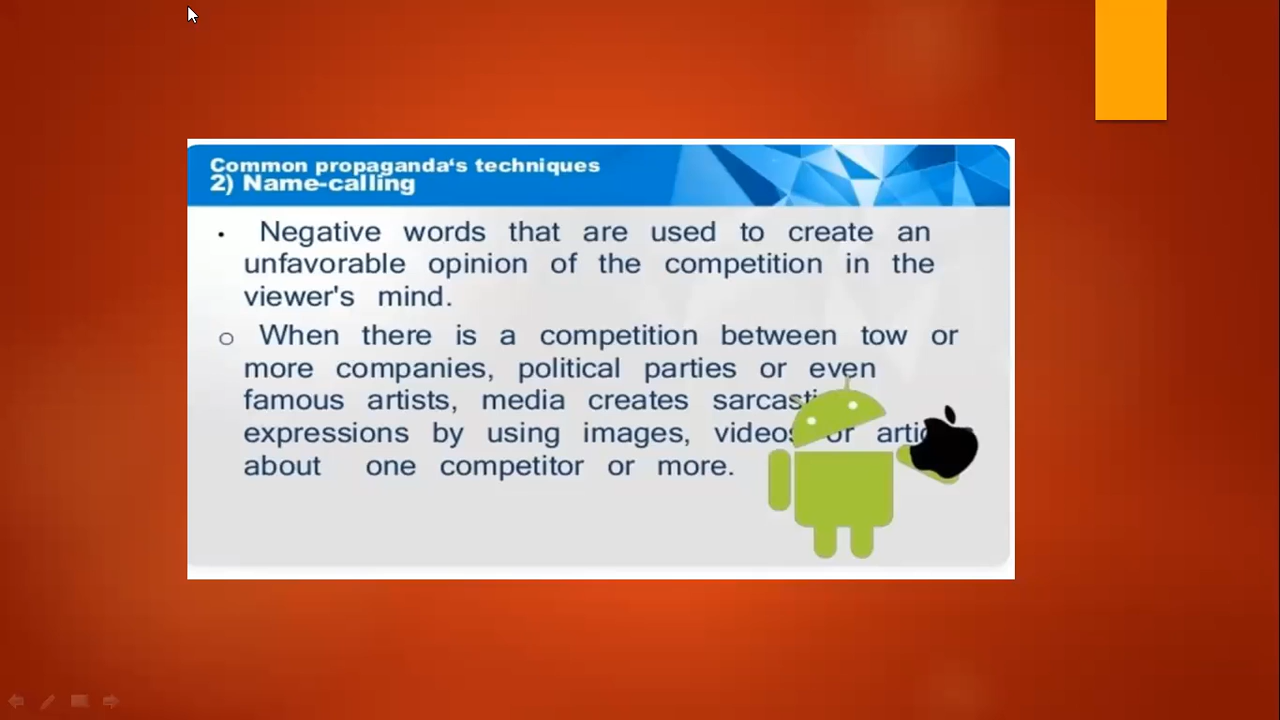 Common propaganda‘s techniques
2) Name-calling
• Negative words that are used to create an
unfavorable opinion of the competition in the
viewer's mind.
o When there is a competition between tow or
more companies, political parties or even
famous artists, media creates
expressions by using images, videos or
about one competitor or more.